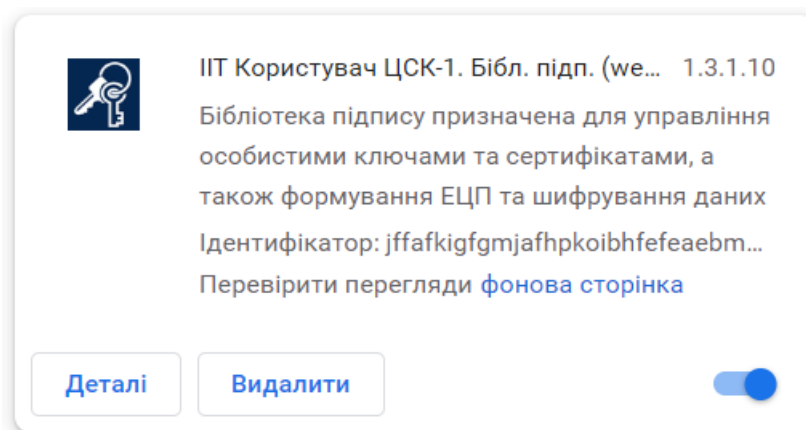 ІІТ Користувач ЦСК-1. Бібл. підп. (we... 1.3.1.10
Бібліотека підпису призначена для управління
особистими ключами та сертифікатами, а
також формування ЕЦП та шифрування даних
Ідентифікатор: jffafkigfgmjafhpkoibhfefeaebm...
Перевірити перегляди фонова сторінка
Деталі Видалити